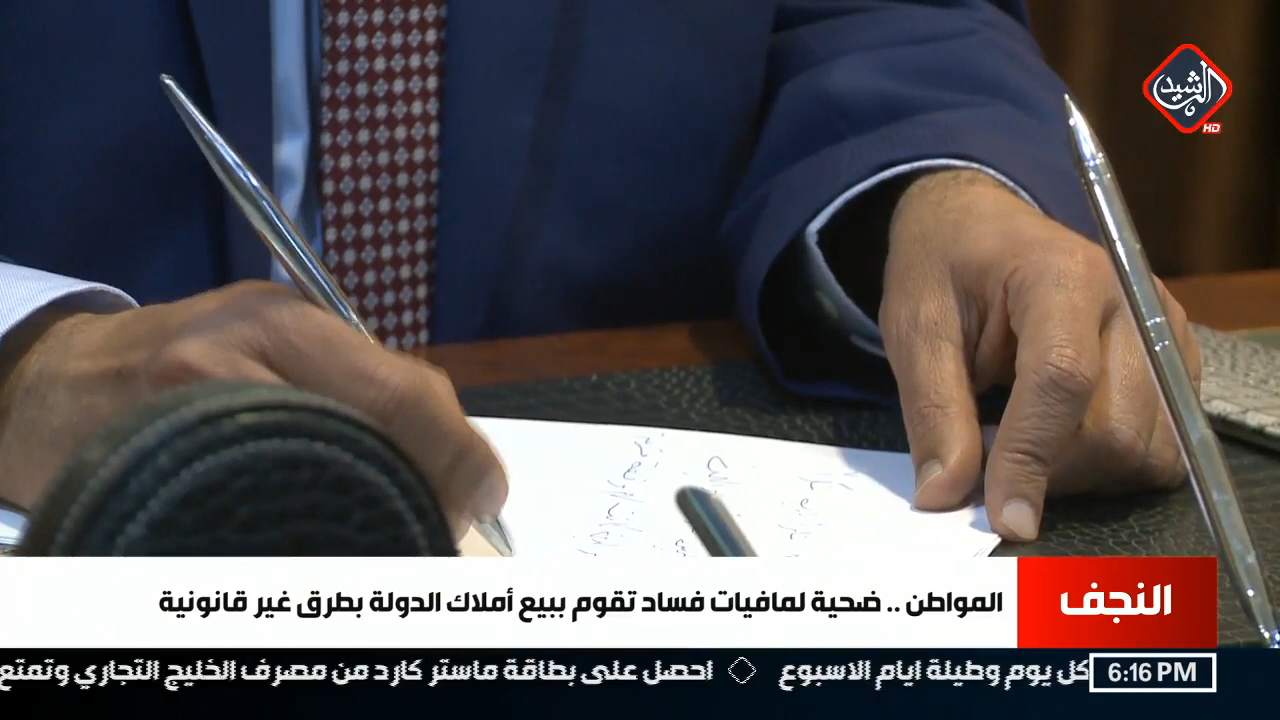 الرشيد
HD
النجف
المواطن .. ضحية لمافيات فساد تقوم ببيع أملاك الدولة بطرق غير قانونية
6:16 PM
كل يوم وطيلة ايام الاسبوع ◇ احصل على بطاقة ماستر كارد من مصرف الخليج التجاري وتمتع